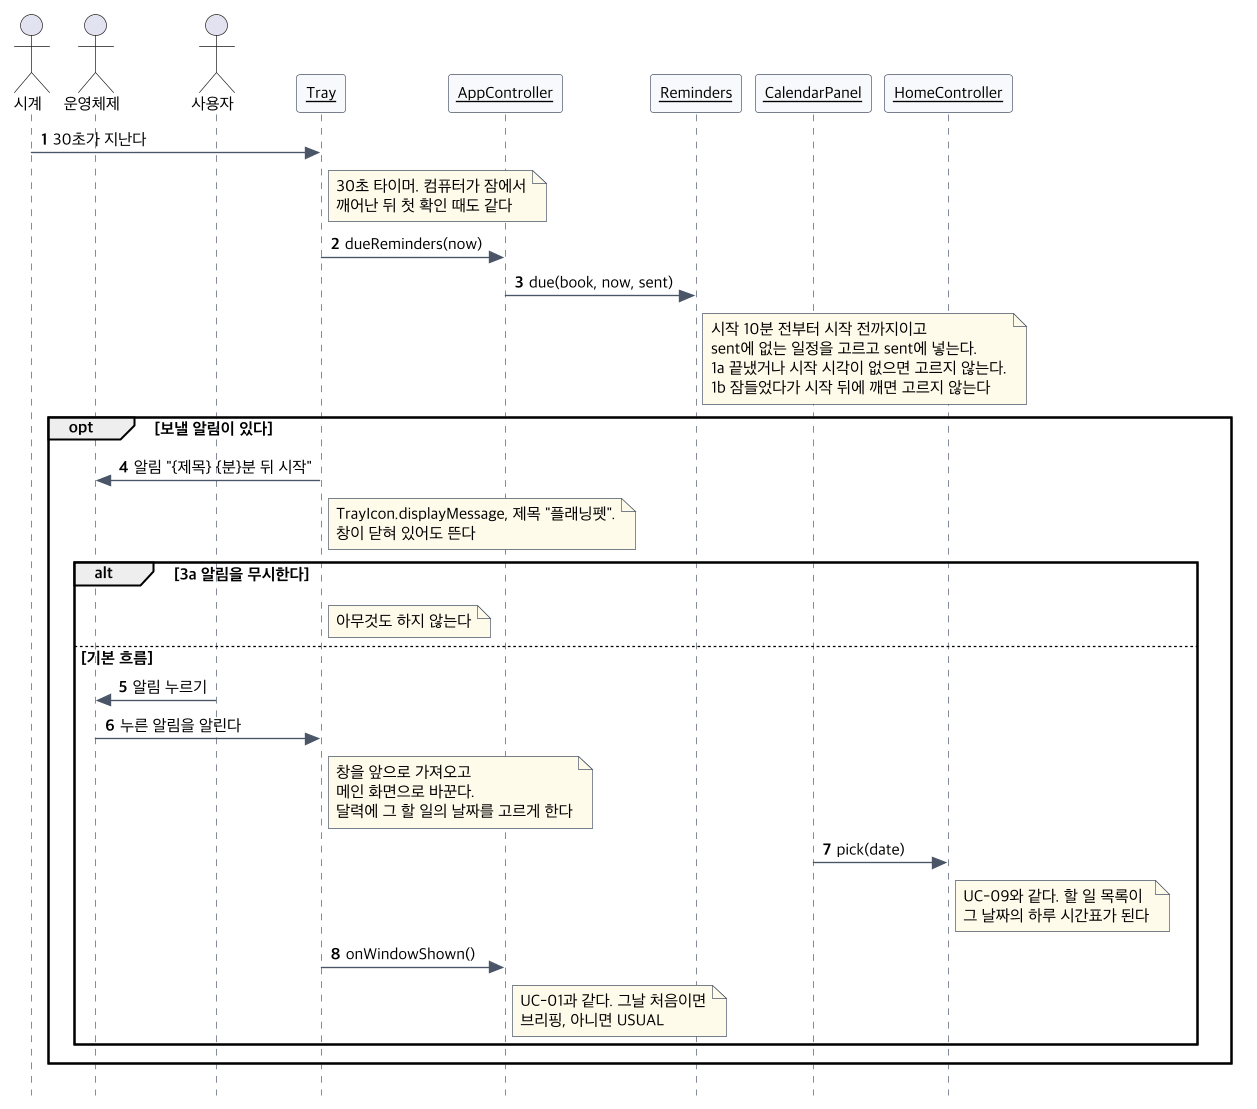 시계
운영체제
사용자
Tray
AppController
Reminders
CalendarPanel
HomeController
1 30초가 지난다
30초 타이머. 컴퓨터가 잠에서
깨어난 뒤 첫 확인 때도 같다
2 dueReminders(now)
3 due(book, now, sent)
시작 10분 전부터 시작 전까지이고
sent에 없는 일정을 고르고 sent에 넣는다.
1a 끝냈거나 시작 시각이 없으면 고르지 않는다.
1b 잠들었다가 시작 뒤에 깨면 고르지 않는다
opt [보낼 알림이 있다]
4 알림 "{제목} {분}분 뒤 시작"
TrayIcon.displayMessage, 제목 "플래닝펫".
창이 닫혀 있어도 뜬다
alt [3a 알림을 무시한다]
아무것도 하지 않는다
[기본 흐름]
5 알림 누르기
6 누른 알림을 알린다
창을 앞으로 가져오고
메인 화면으로 바꾼다.
달력에 그 할 일의 날짜를 고르게 한다
7 pick(date)
UC-09와 같다. 할 일 목록이
그 날짜의 하루 시간표가 된다
8 onWindowShown()
UC-01과 같다. 그날 처음이면
브리핑, 아니면 USUAL